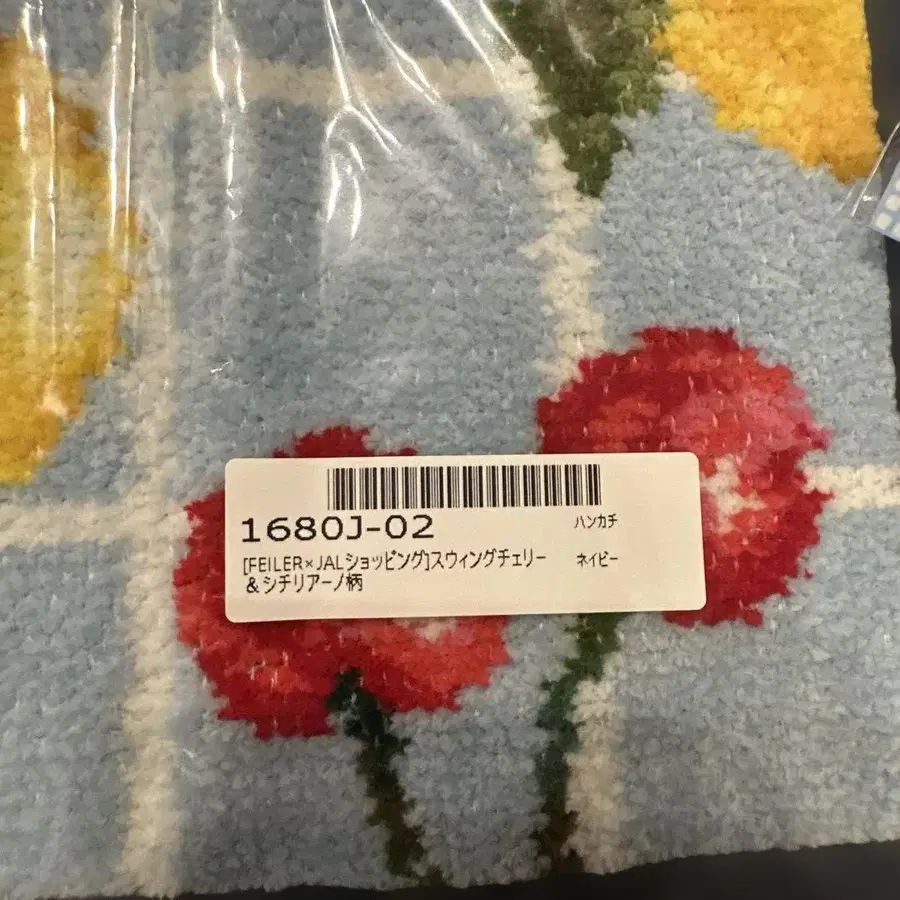 1680J-02 ハンカチ
[FEILER×JALショッピング]スウィングチェリー ネイビー
&シチリアーノ柄